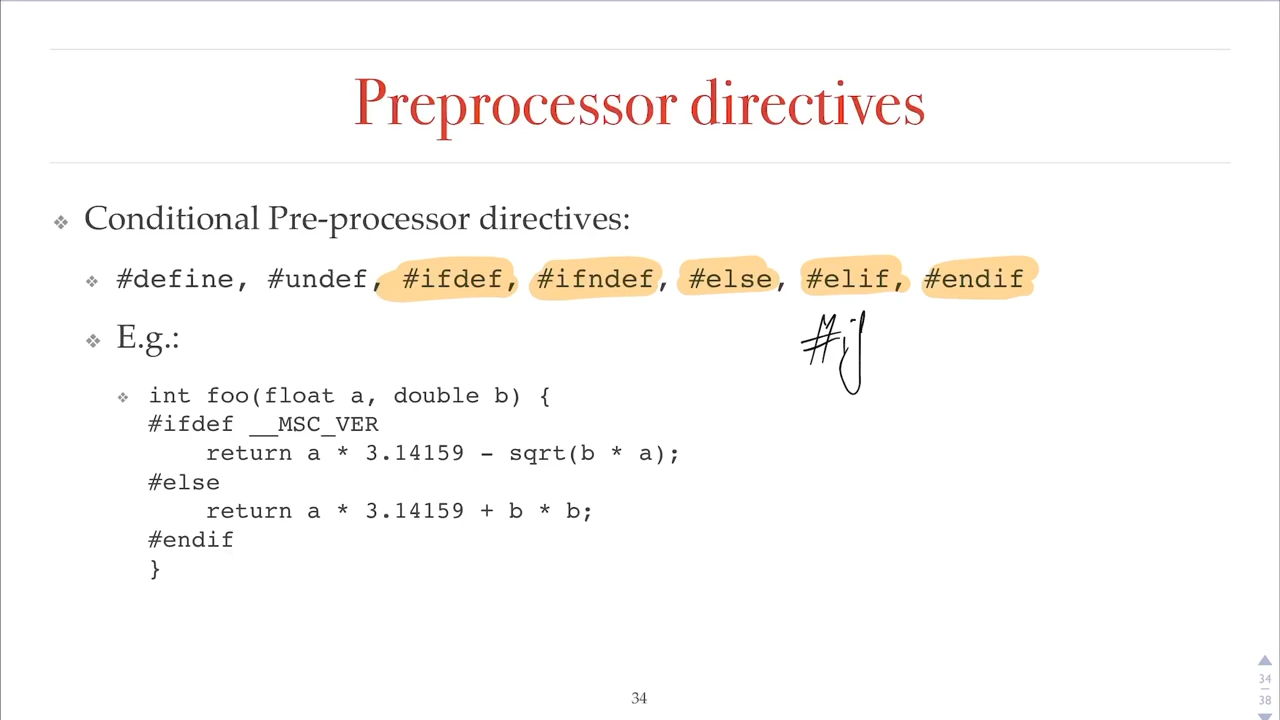 Preprocessor directives
❖ Conditional Pre-processor directives:
❖ #define, #undef, #ifdef, #ifndef, #else, #elif, #endif
❖ E.g.:
❖ int foo(float a, double b) {
#ifdef __MSC_VER
return a * 3.14159 - sqrt(b * a);
#else
return a * 3.14159 + b * b;
#endif
}
34
34
38